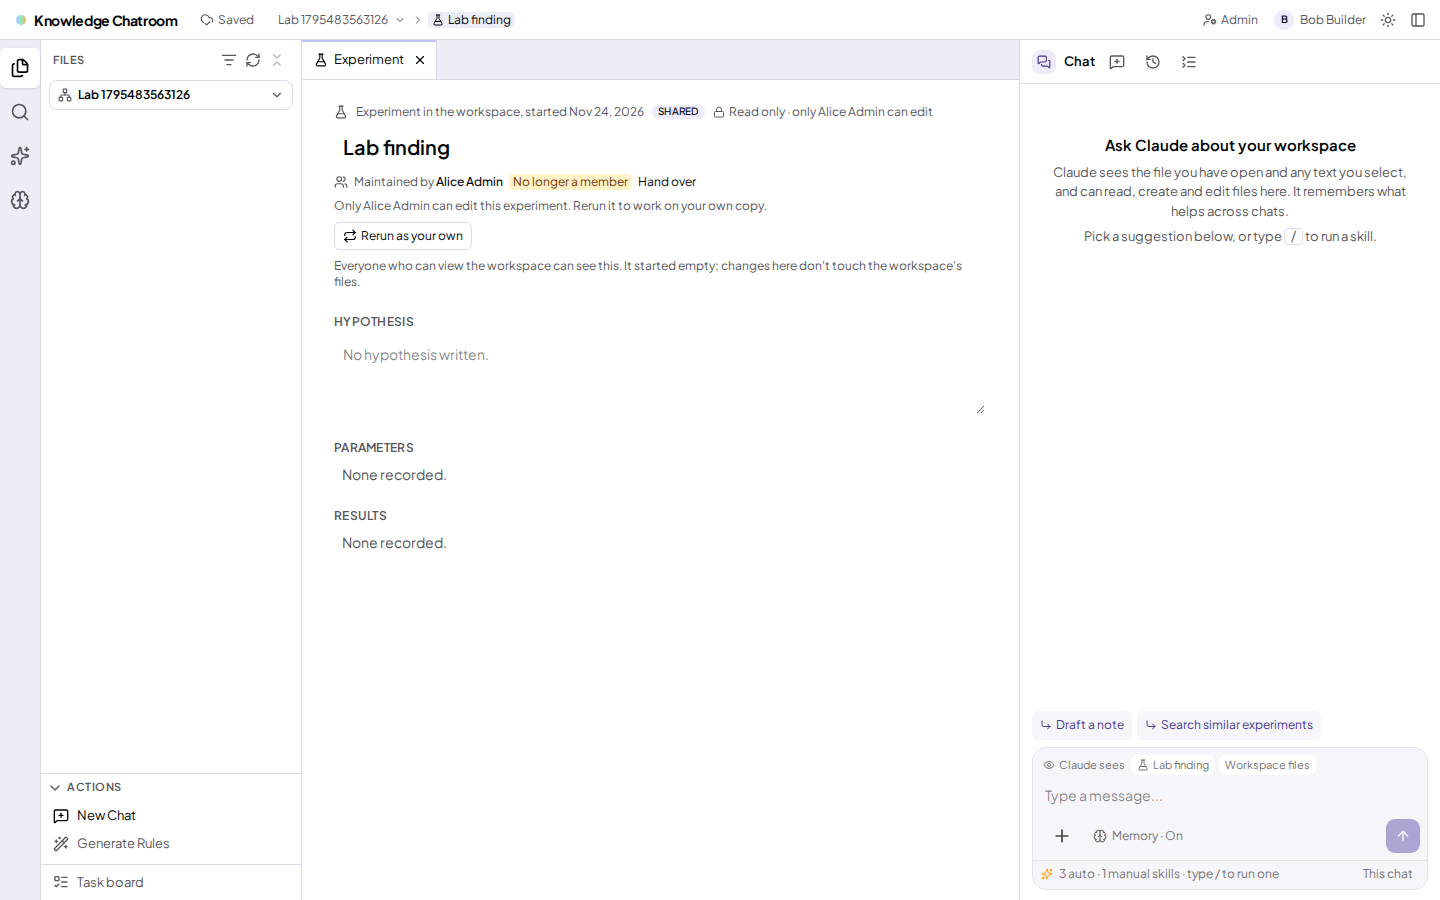 Knowledge Chatroom
Saved
Lab 1795483563126
Lab finding
Admin
B
Bob Builder
FILES
Lab 1795483563126
Experiment
Chat
Experiment in the workspace, started Nov 24, 2026
SHARED
Read only · only Alice Admin can edit
Lab finding
Maintained by Alice Admin
No longer a member
Hand over
Only Alice Admin can edit this experiment. Rerun it to work on your own copy.
Rerun as your own
Everyone who can view the workspace can see this. It started empty; changes here don't touch the workspace's
files.
HYPOTHESIS
No hypothesis written.
PARAMETERS
None recorded.
RESULTS
None recorded.
Ask Claude about your workspace
Claude sees the file you have open and any text you select,
and can read, create and edit files here. It remembers what
helps across chats.
Pick a suggestion below, or type / to run a skill.
Draft a note
Search similar experiments
Claude sees
Lab finding
Workspace files
Type a message...
Memory · On
3 auto · 1 manual skills · type / to run one
This chat
ACTIONS
New Chat
Generate Rules
Task board